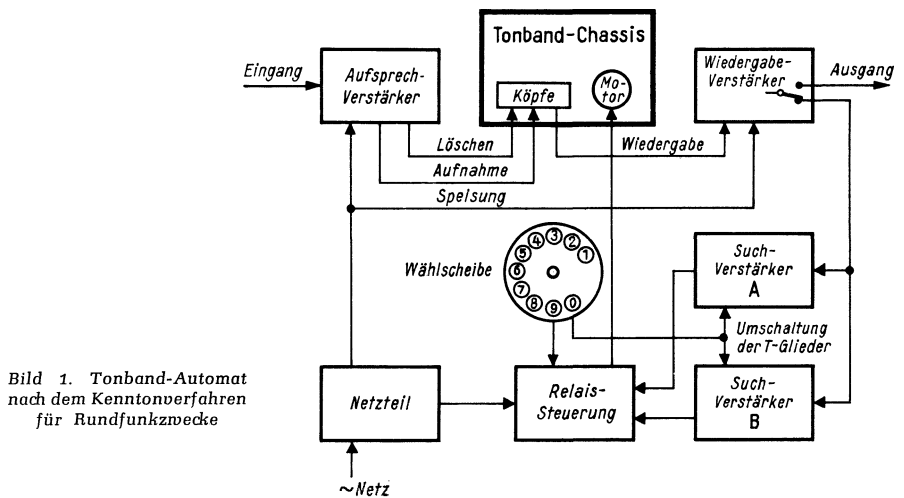 Tonband-Chassis
Eingang
Aufsprech-
Verstärker
Köpfe
Mo-
tor
Wiedergabe-
Verstärker
Ausgang
Löschen
Wiedergabe
Aufnahme
Speisung
Wählscheibe
1
2
3
4
5
6
7
8
9
0
Such-
Verstärker
A
Umschaltung
der T-Glieder
Bild 1. Tonband-Automat
nach dem Kenntonverfahren
für Rundfunkzwecke
Netzteil
Relais-
Steuerung
Such-
Verstärker
B
~Netz